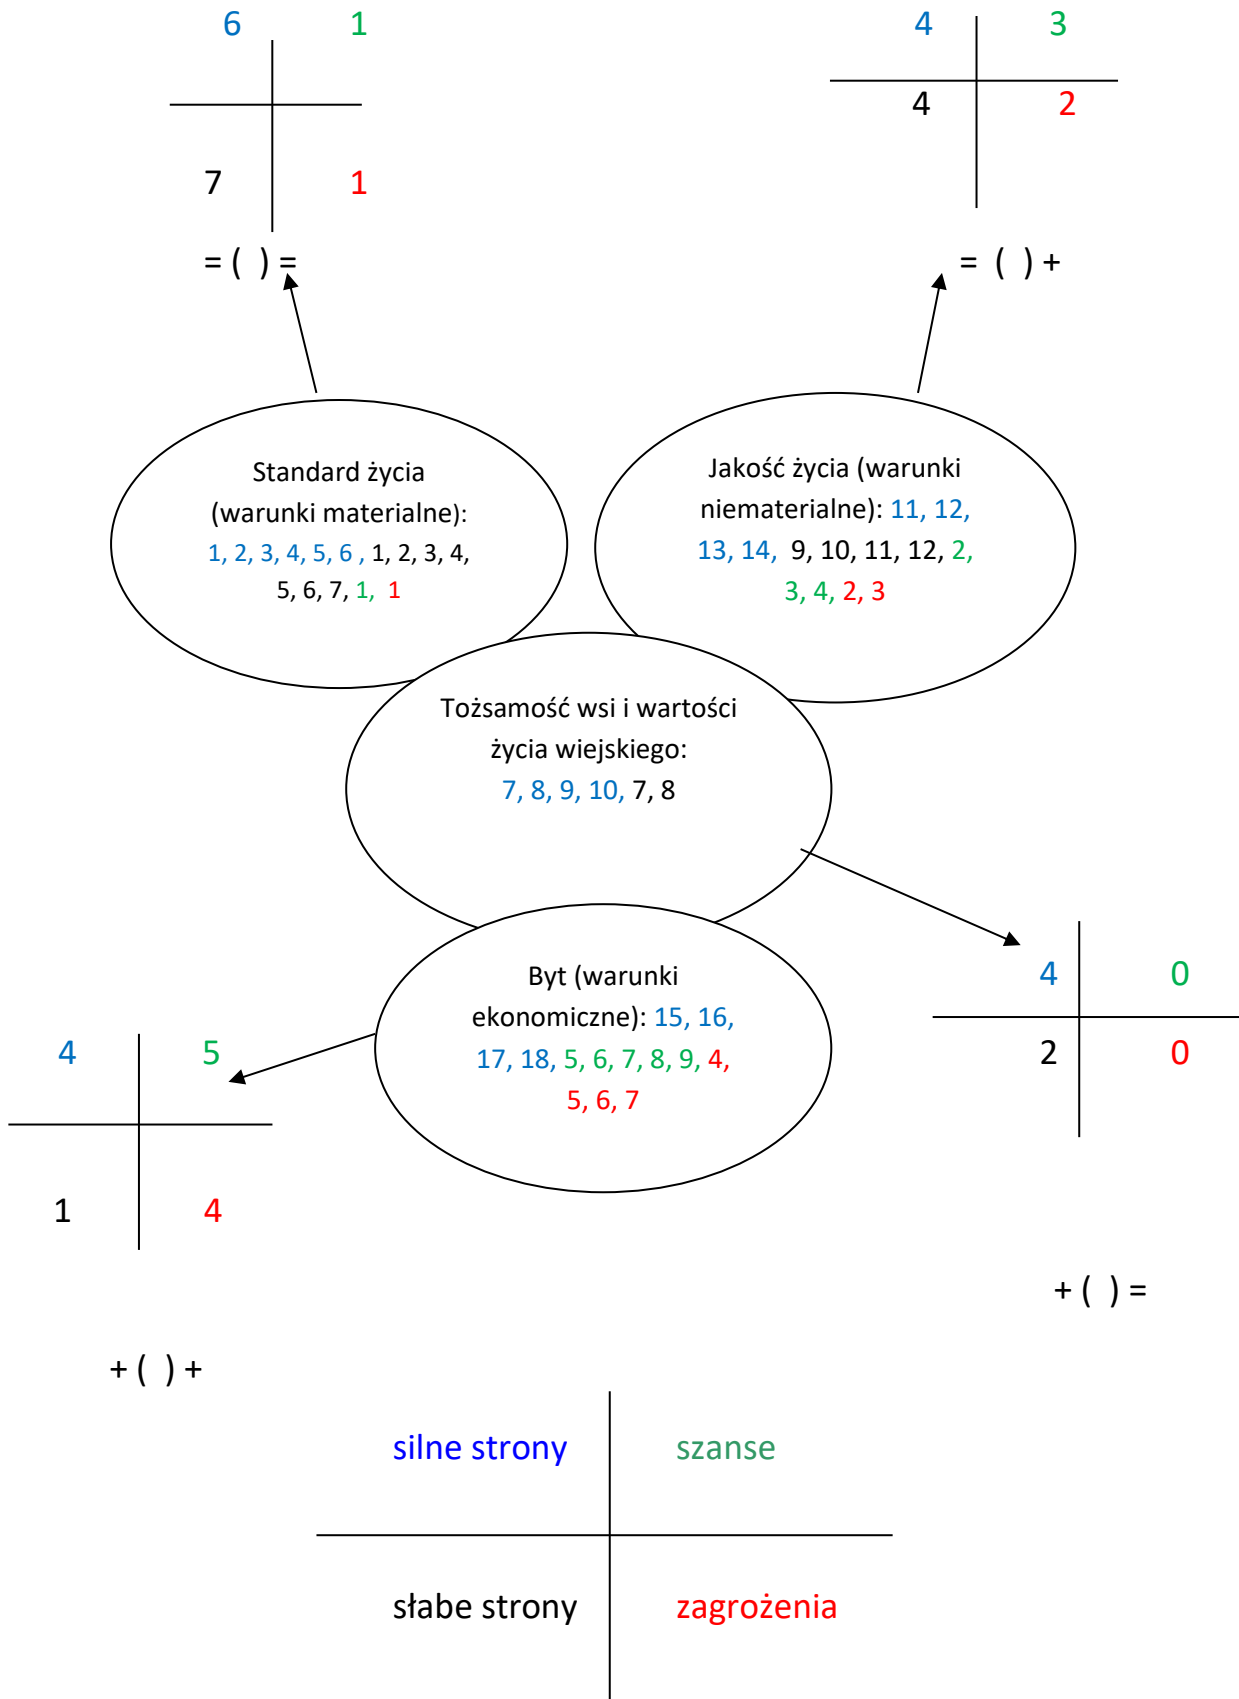 6 1
7 1
= ( ) =
4 3
4 2
= ( ) +
Standard życia
(warunki materialne):
1, 2, 3, 4, 5, 6 , 1, 2, 3, 4,
5, 6, 7, 1, 1
Jakość życia (warunki
niematerialne): 11, 12,
13, 14, 9, 10, 11, 12, 2,
3, 4, 2, 3
Tożsamość wsi i wartości
życia wiejskiego:
7, 8, 9, 10, 7, 8
Byt (warunki
ekonomiczne): 15, 16,
17, 18, 5, 6, 7, 8, 9, 4,
5, 6, 7
4 0
2 0
+ ( ) =
4 5
1 4
+ ( ) +
silne strony szanse
słabe strony zagrożenia